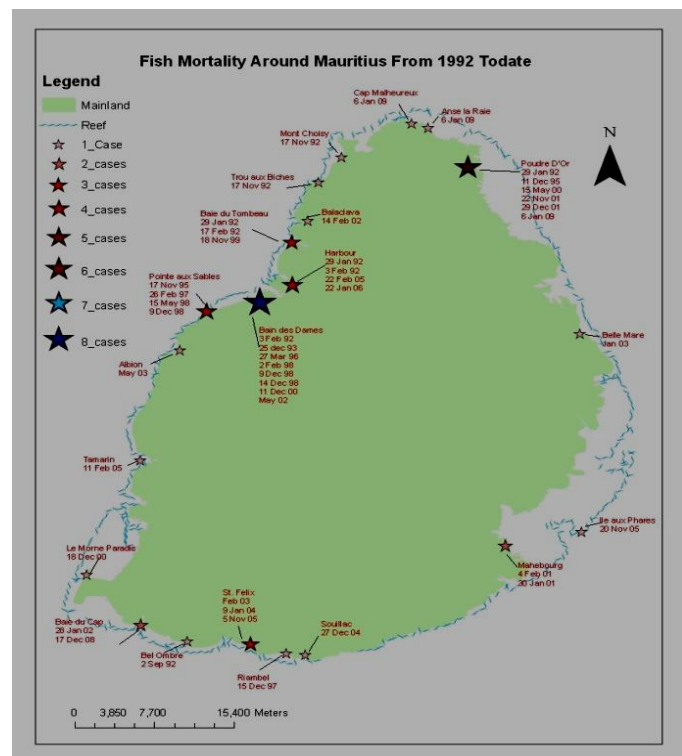 Fish Mortality Around Mauritius From 1992 Todate
Legend
Mainland
Reef
1_Case
2_cases
3_cases
4_cases
5_cases
6_cases
7_cases
8_cases
Cap Malheureux
6 Jan 09
Anse la Raie
6 Jan 09
Mont Choisy
17 Nov 92
N
Poudre D'Or
29 Jan 92
11 Dec 95
15 May 00
22 Nov 01
29 Dec 01
6 Jan 09
Trou aux Biches
17 Nov 92
Baie du Tombeau
29 Jan 92
17 Feb 92
18 Nov 99
Balaclava
14 Feb 02
Harbour
29 Jan 92
3 Feb 92
22 Feb 05
22 Jan 06
Pointe aux Sables
17 Nov 95
26 Feb 97
15 May 98
9 Dec 98
Bain des Dames
3 Feb 92
25 dec 93
27 Mar 96
2 Feb 98
9 Dec 98
14 Dec 98
11 Dec 00
May 02
Belle Mare
Jan 03
Albion
May 03
Tamarin
11 Feb 05
Ile aux Phares
20 Nov 05
Le Morne Paradis
18 Dec 00
Mahebourg
4 Feb 01
30 Jan 01
St. Felix
Feb 03
9 Jan 04
5 Nov 05
Baie du Cap
28 Jan 02
17 Dec 08
Souillac
27 Dec 04
Bel Ombre
2 Sep 92
Riambel
15 Dec 97
0 3,850 7,700 15,400 Meters